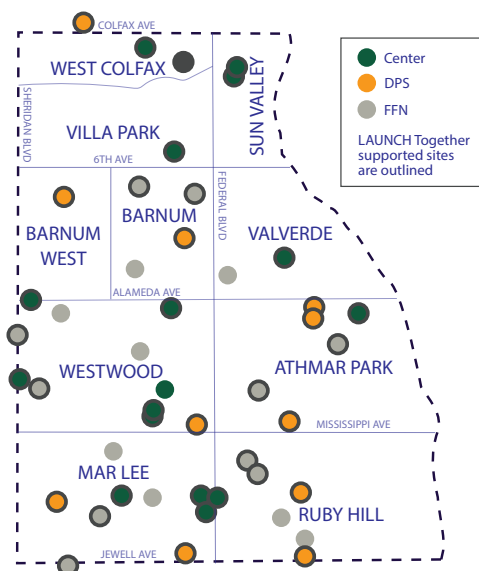 COLFAX AVE
WEST COLFAX
SUN VALLEY
SHERIDAN BLVD
VILLA PARK
6TH AVE
FEDERAL BLVD
BARNUM
BARNUM
WEST
VALVERDE
ALAMEDA AVE
WESTWOOD
ATHMAR PARK
MISSISSIPPI AVE
MAR LEE
RUBY HILL
JEWELL AVE
Center
DPS
FFN
LAUNCH Together
supported sites
are outlined